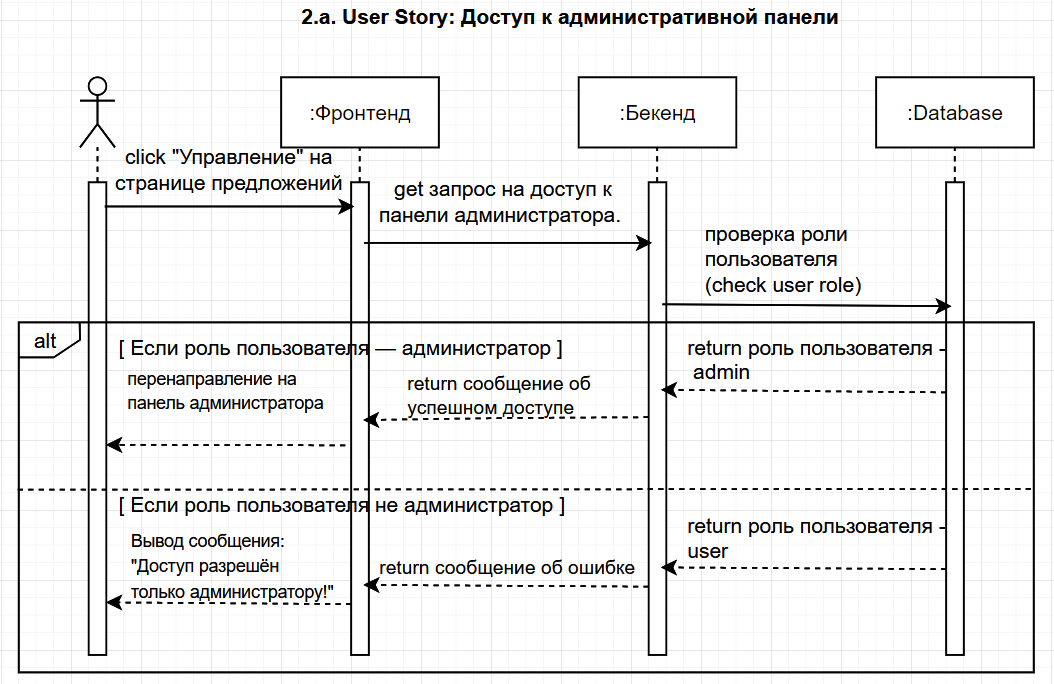 2.a. User Story: Доступ к административной панели
:Фронтенд
:Бекенд
:Database
click "Управление" на
странице предложений
get запрос на доступ к
панели администратора.
проверка роли
пользователя
(check user role)
alt
[ Если роль пользователя — администратор ]
return роль пользователя -
admin
перенаправление на
панель администратора
return сообщение об
успешном доступе
[ Если роль пользователя не администратор ]
return роль пользователя -
user
Вывод сообщения:
"Доступ разрешён
только администратору!"
return сообщение об ошибке